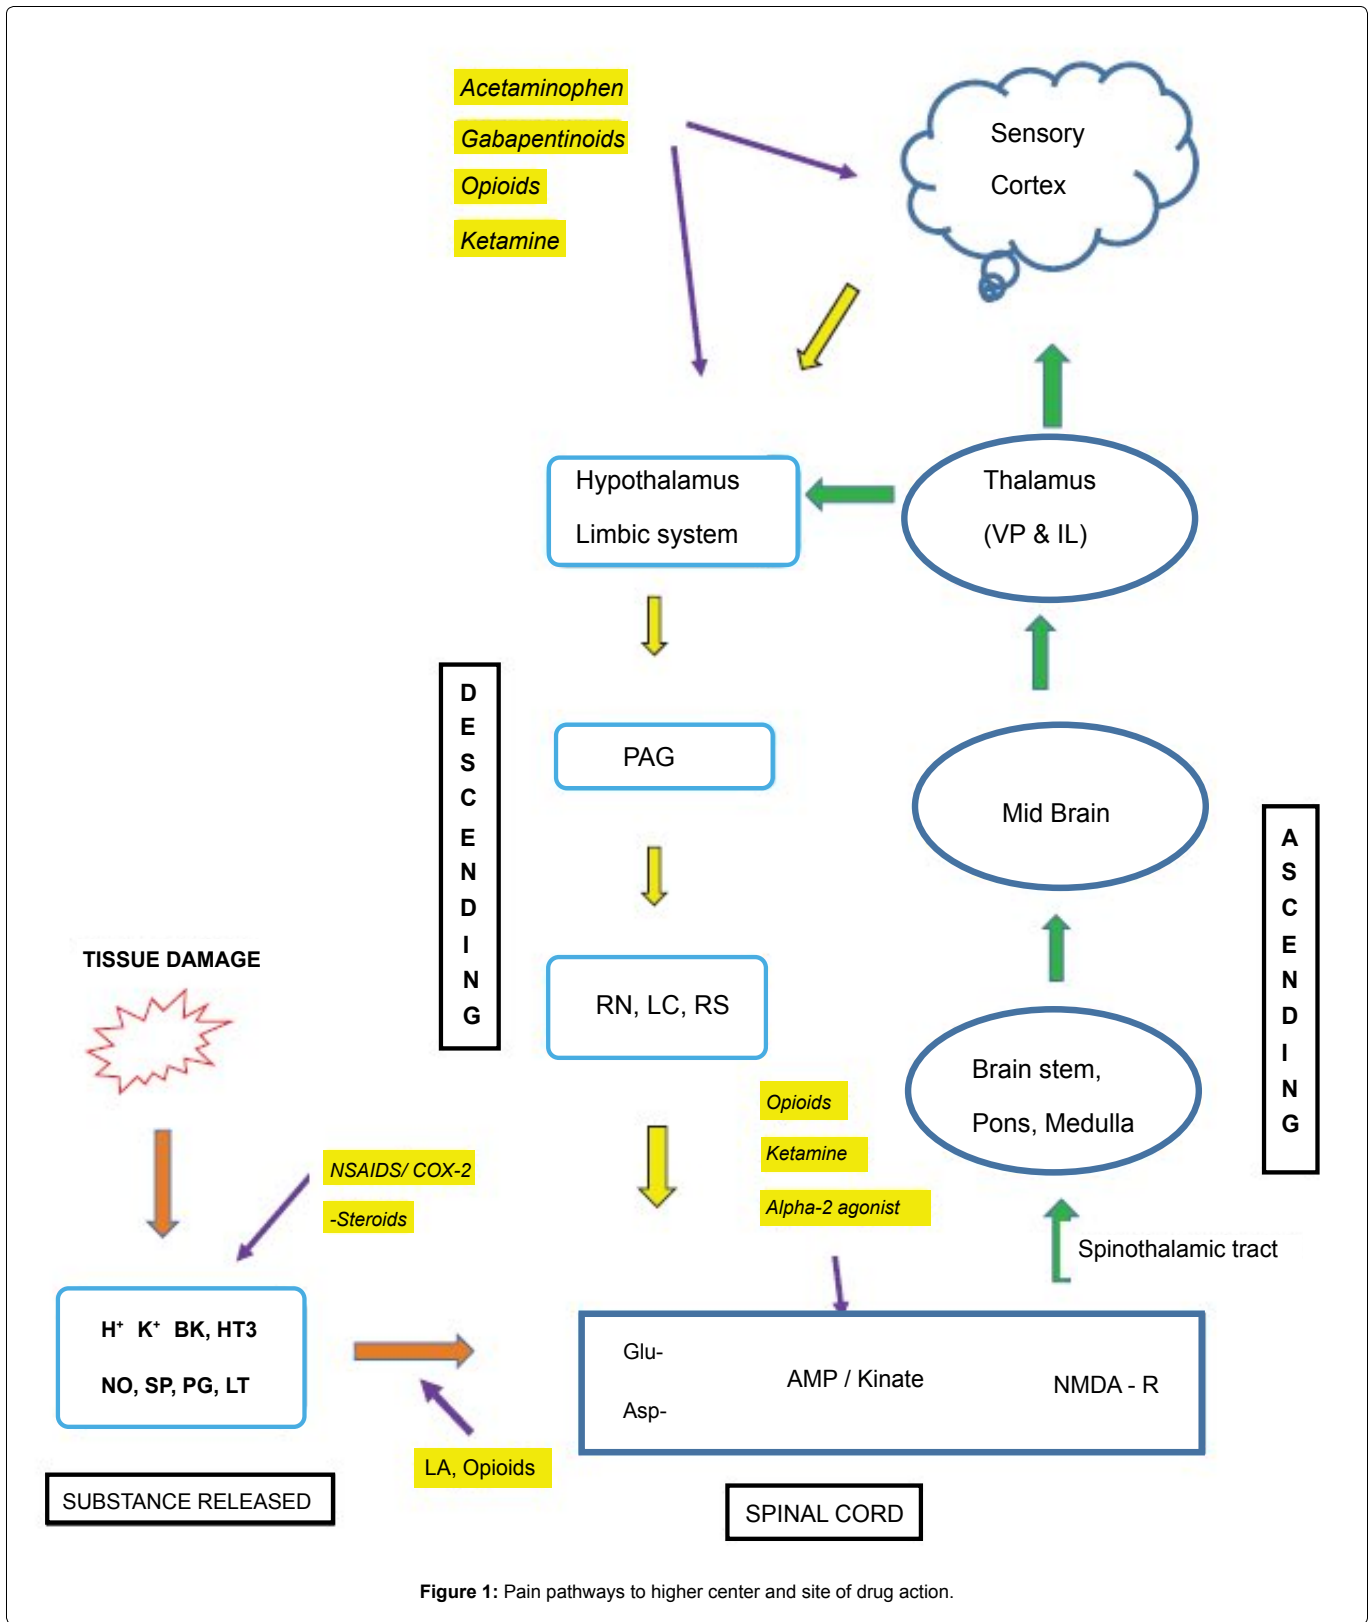 Acetaminophen
Gabapentinoids
Opioids
Ketamine
Sensory
Cortex
Hypothalamus
Limbic system
Thalamus
(VP & IL)
DESCENDING
PAG
Mid Brain
ASCENDING
TISSUE DAMAGE
RN, LC, RS
Brain stem,
Pons, Medulla
Opioids
Ketamine
Alpha-2 agonist
NSAIDS/ COX-2
-Steroids
Spinothalamic tract
H⁺ K⁺ BK, HT3
NO, SP, PG, LT
Glu-
Asp-
AMP / Kinate
NMDA - R
LA, Opioids
SUBSTANCE RELEASED
SPINAL CORD
Figure 1: Pain pathways to higher center and site of drug action.